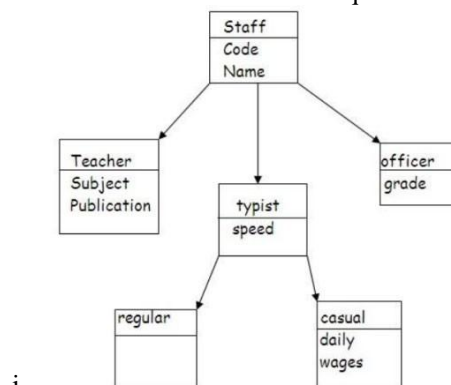 Staff
Code
Name
Teacher
Subject
Publication
officer
grade
typist
speed
regular
casual
daily
wages